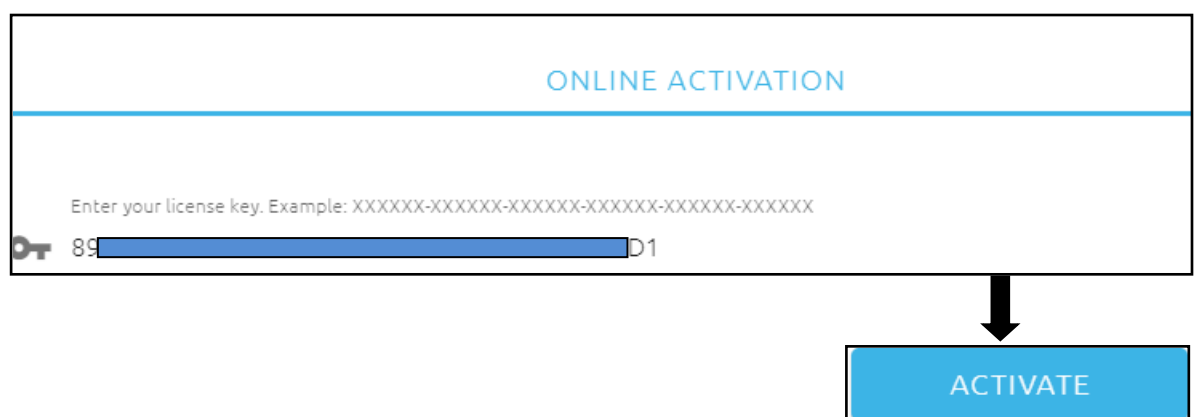 ONLINE ACTIVATION
Enter your license key. Example: XXXXXX-XXXXXX-XXXXXX-XXXXXX-XXXXXX-XXXXXX
89 D1
ACTIVATE